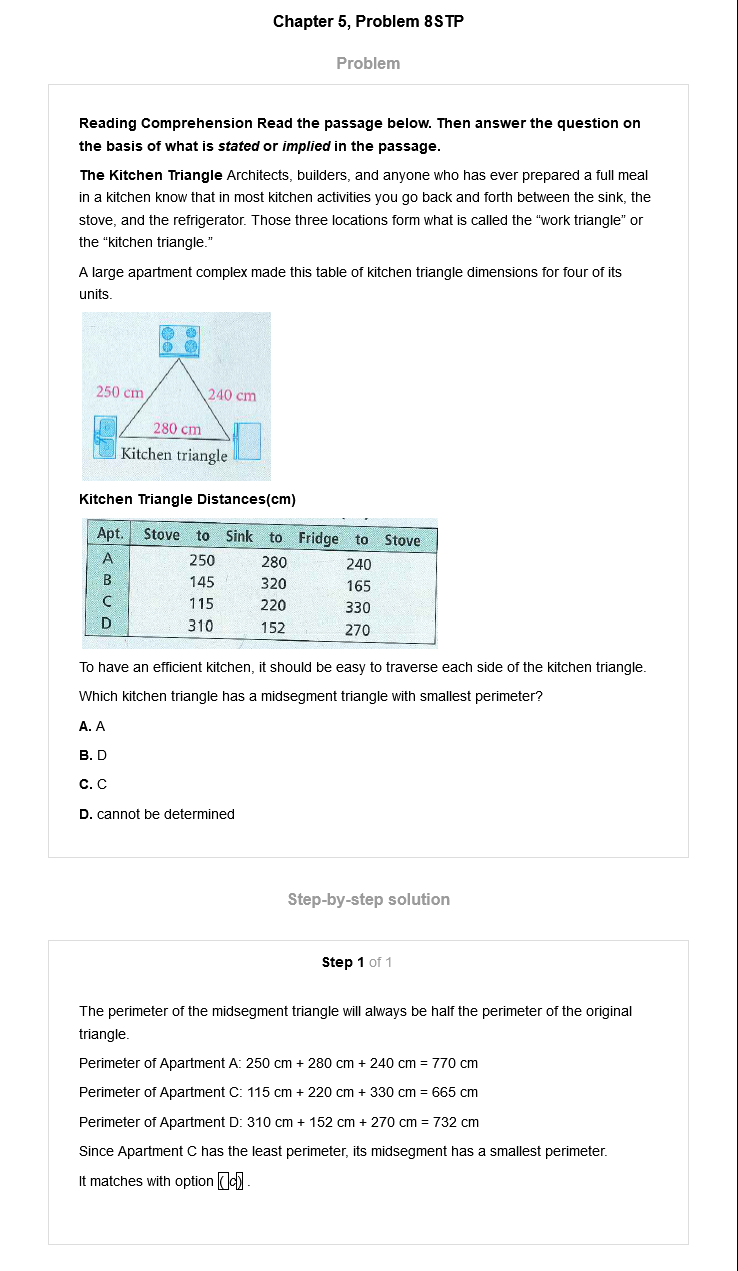 Chapter 5, Problem 8STP
Problem
Reading Comprehension Read the passage below. Then answer the question on
the basis of what is stated or implied in the passage.
The Kitchen Triangle Architects, builders, and anyone who has ever prepared a full meal
in a kitchen know that in most kitchen activities you go back and forth between the sink, the
stove, and the refrigerator. Those three locations form what is called the “work triangle” or
the “kitchen triangle.”
A large apartment complex made this table of kitchen triangle dimensions for four of its
units.
250 cm
240 cm
280 cm
Kitchen triangle
Kitchen Triangle Distances(cm)
Apt. Stove to Sink to Fridge to Stove
A 250 280 240
B 145 320 165
C 115 220 330
D 310 152 270
To have an efficient kitchen, it should be easy to traverse each side of the kitchen triangle.
Which kitchen triangle has a midsegment triangle with smallest perimeter?
A. A
B. D
C. C
D. cannot be determined
Step-by-step solution
Step 1 of 1
The perimeter of the midsegment triangle will always be half the perimeter of the original
triangle.
Perimeter of Apartment A: 250 cm + 280 cm + 240 cm = 770 cm
Perimeter of Apartment C: 115 cm + 220 cm + 330 cm = 665 cm
Perimeter of Apartment D: 310 cm + 152 cm + 270 cm = 732 cm
Since Apartment C has the least perimeter, its midsegment has a smallest perimeter.
It matches with option (c).